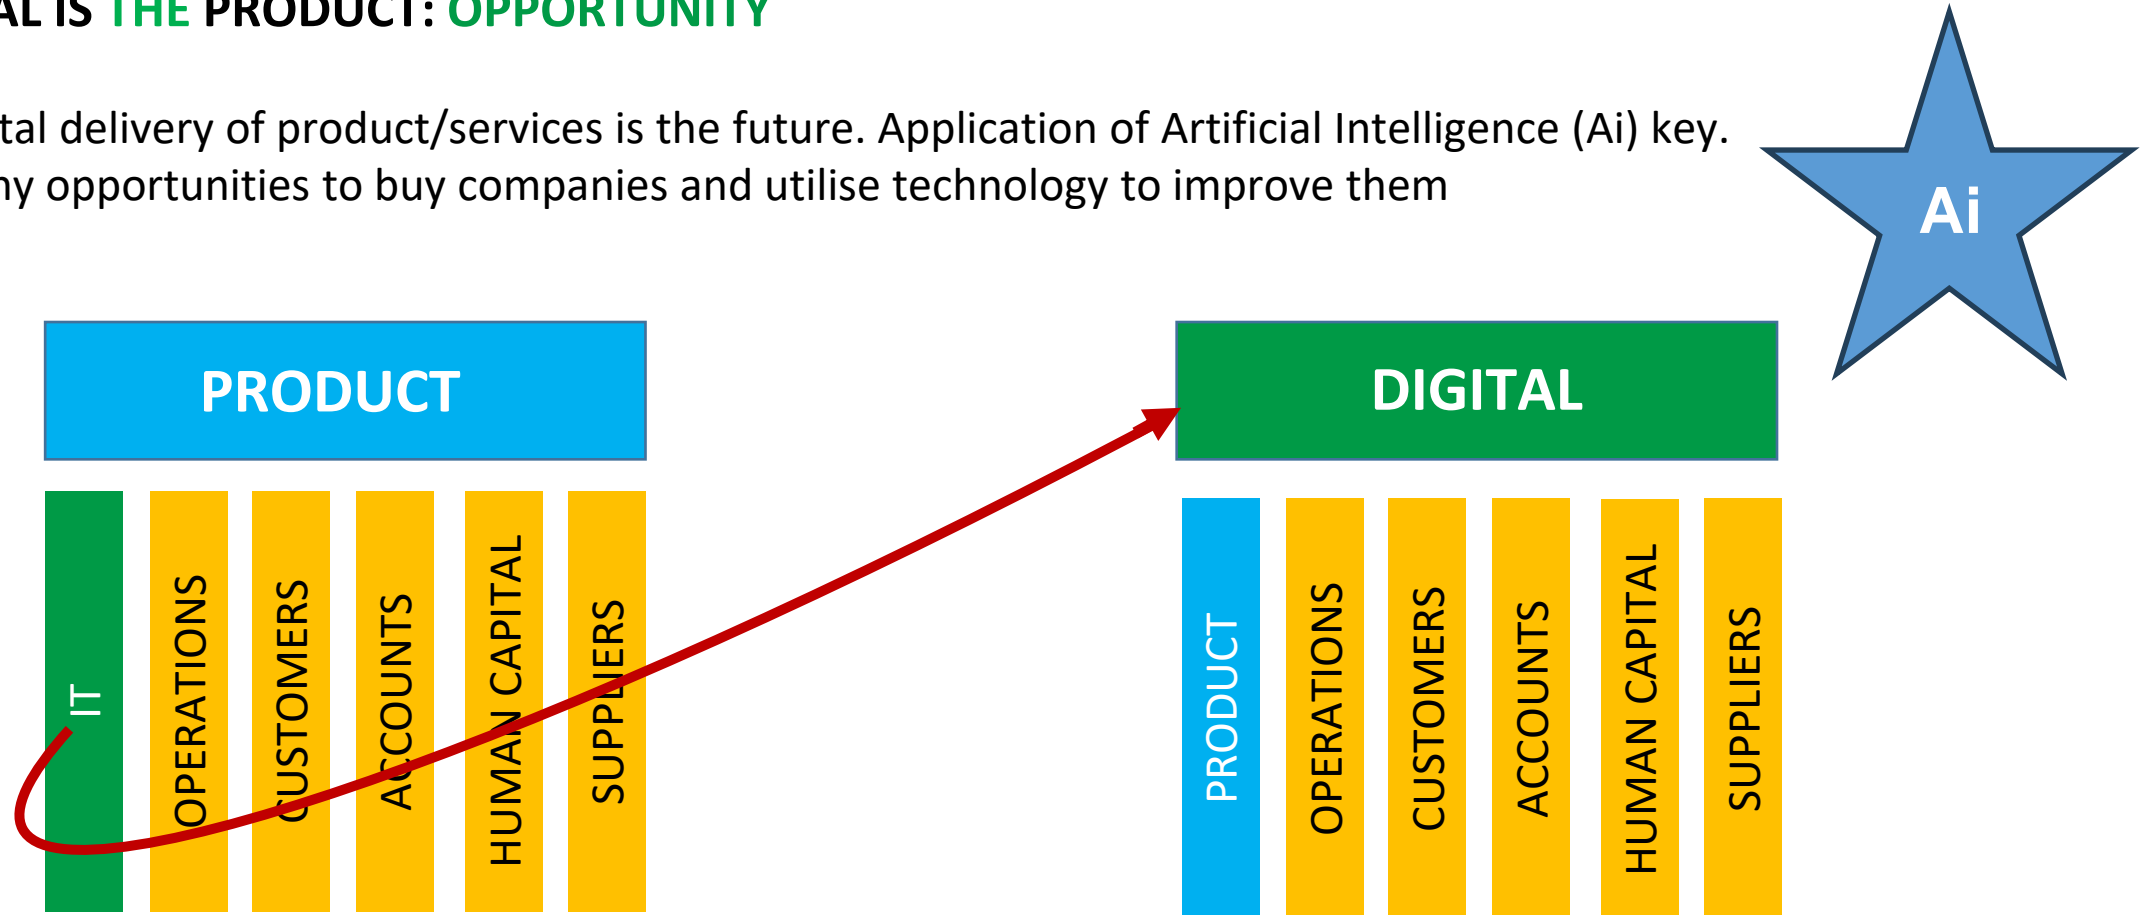 AL IS THE PRODUCT: OPPORTUNITY
tal delivery of product/services is the future. Application of Artificial Intelligence (Ai) key.
ny opportunities to buy companies and utilise technology to improve them
Ai
PRODUCT
IT
OPERATIONS
CUSTOMERS
ACCOUNTS
HUMAN CAPITAL
SUPPLIERS
DIGITAL
PRODUCT
OPERATIONS
CUSTOMERS
ACCOUNTS
HUMAN CAPITAL
SUPPLIERS